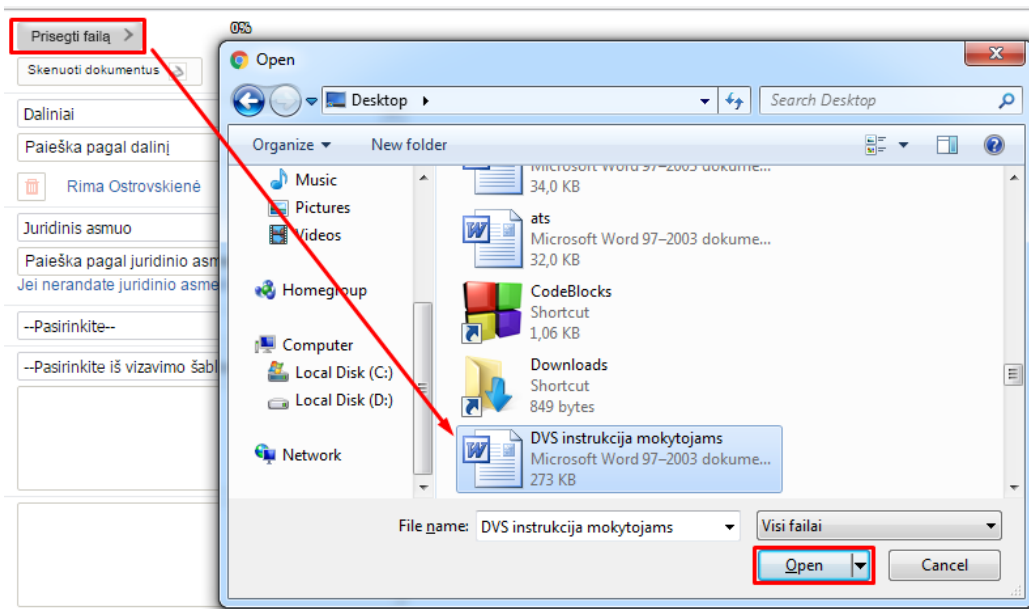 Prisegti failą
0%
Skenuoti dokumentus
Daliniai
Paieška pagal dalinį
Rima Ostrovskienė
Juridinis asmuo
Paieška pagal juridinio asm
Jei nerandate juridinio asme
--Pasirinkite--
--Pasirinkite iš vizavimo šabl
Open
Desktop
Search Desktop
Organize
New folder
Music
Pictures
Videos
Homegroup
Computer
Local Disk (C:)
Local Disk (D:)
Network
Microsoft Word 97–2003 dokume...
34,0 KB
ats
Microsoft Word 97–2003 dokume...
32,0 KB
CodeBlocks
Shortcut
1,06 KB
Downloads
Shortcut
849 bytes
DVS instrukcija mokytojams
Microsoft Word 97–2003 dokume...
273 KB
File name:
DVS instrukcija mokytojams
Visi failai
Open
Cancel